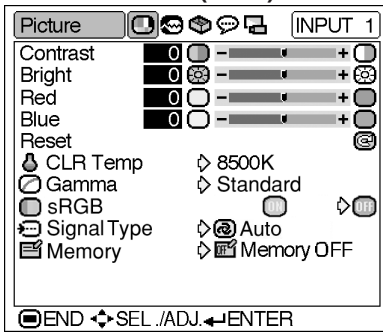 Picture INPUT 1
Contrast 0 - +
Bright 0 - +
Red 0 - +
Blue 0 - +
Reset
CLR Temp 8500K
Gamma Standard
sRGB
Signal Type Auto
Memory Memory OFF
END SEL./ADJ. ENTER